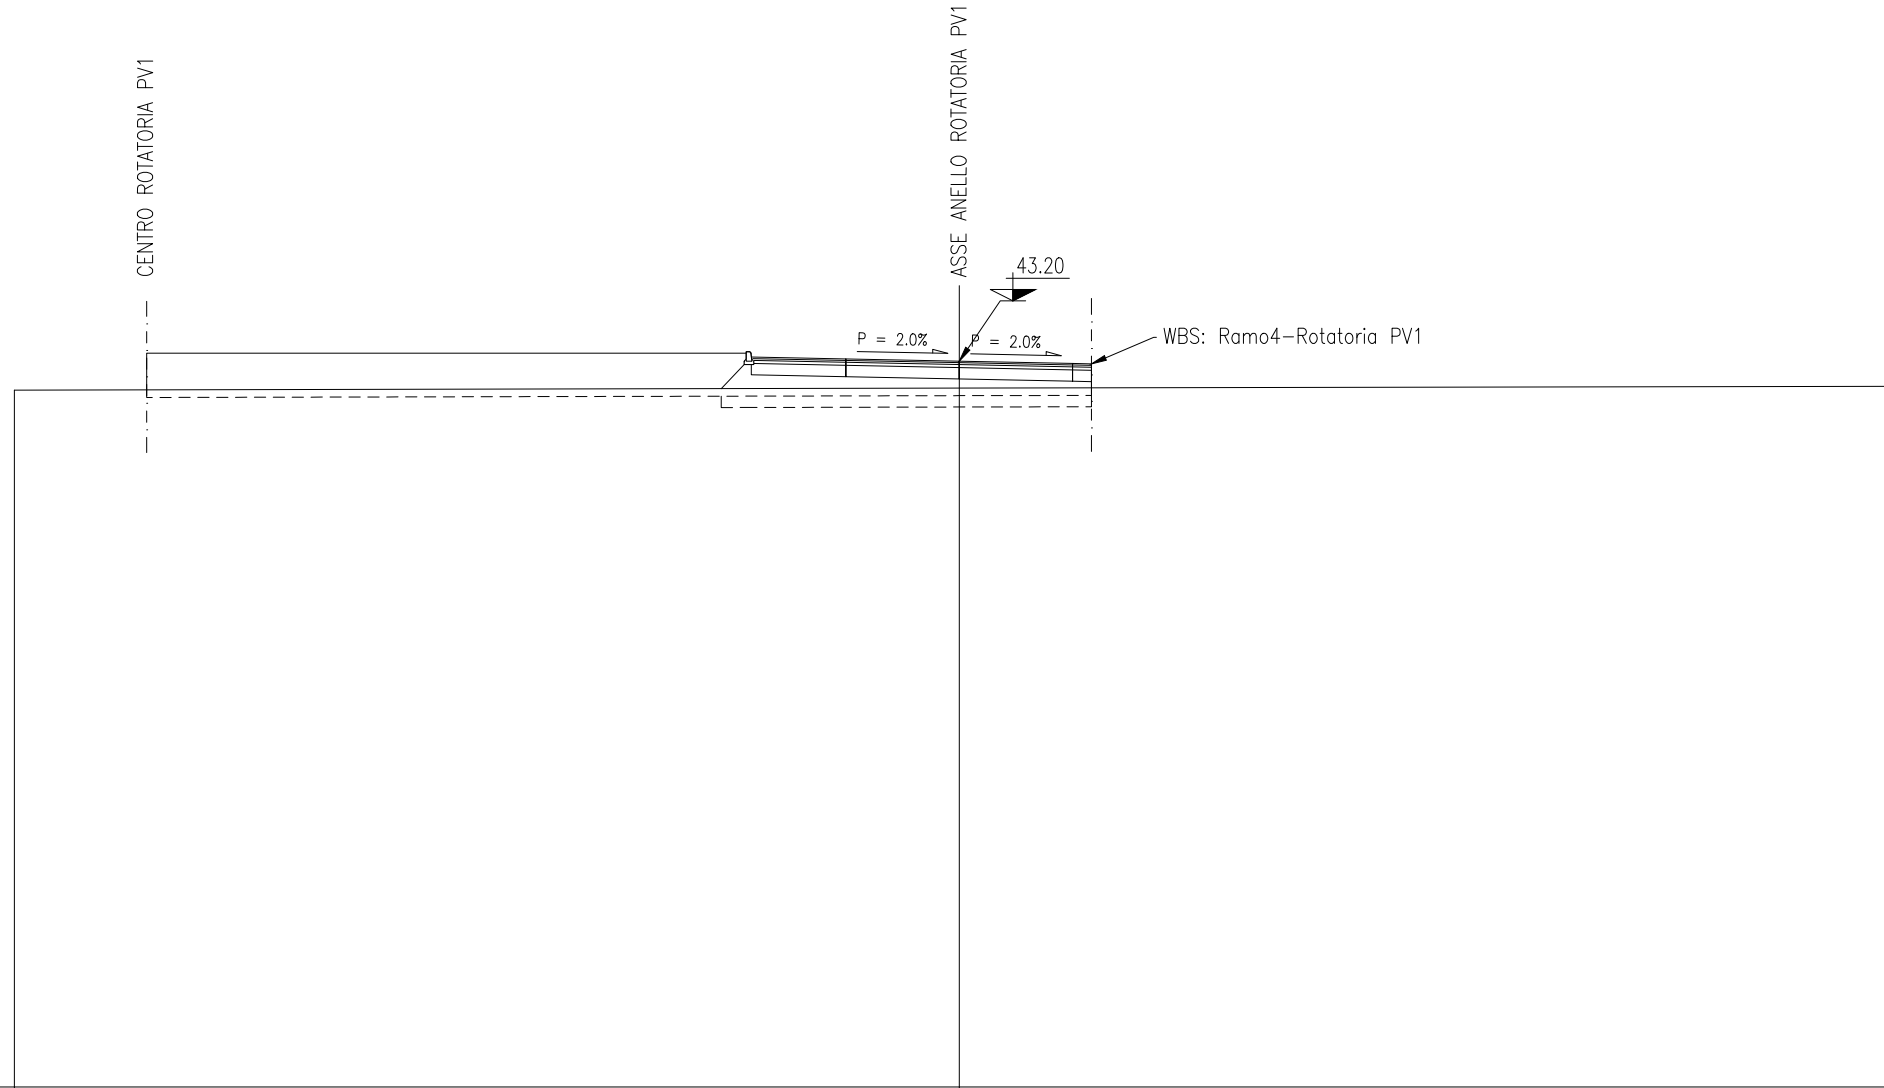 CENTRO ROTATORIA PV1
ASSE ANELLO ROTATORIA PV1
43.20
P = 2.0%
P = 2.0%
WBS: Ramo4-Rotatoria PV1